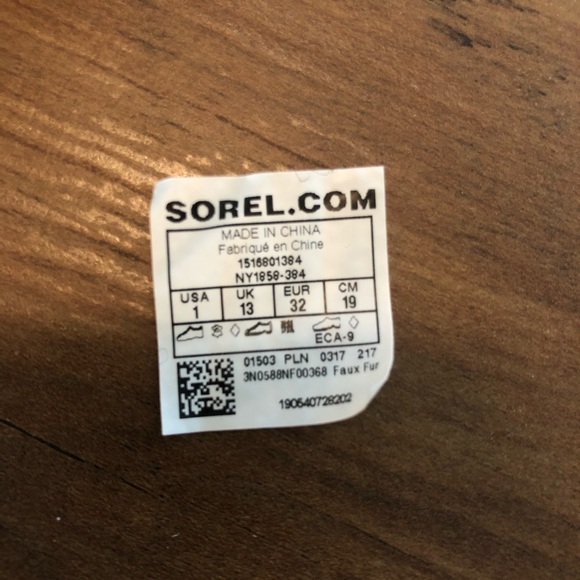 SOREL.COM
MADE IN CHINA
Fabriqué en Chine
1516801384
NY1858-384
USA UK EUR CM
1 13 32 19
ECA-9
01503 PLN 0317 217
3N0588NF00368 Faux Fur
190540728202